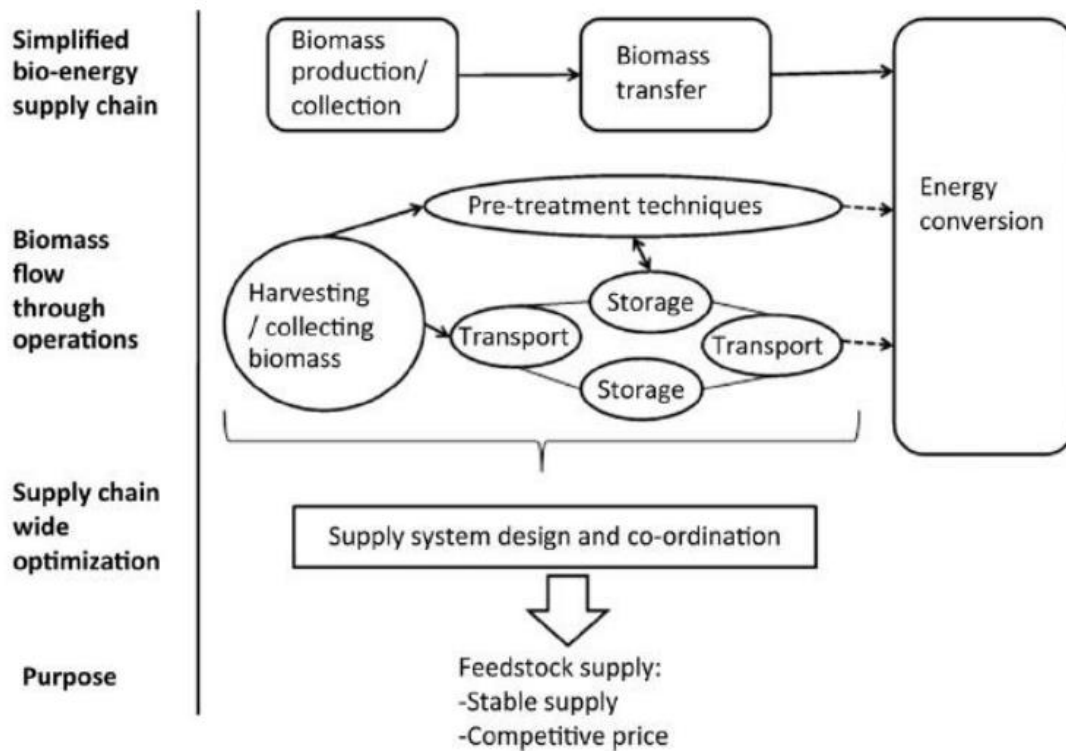 Simplified
bio-energy
supply chain
Biomass
production/
collection
Biomass
transfer
Energy
conversion
Biomass
flow
through
operations
Pre-treatment techniques
Harvesting
/ collecting
biomass
Storage
Transport
Transport
Storage
Supply chain
wide
optimization
Supply system design and co-ordination
Purpose
Feedstock supply:
-Stable supply
-Competitive price